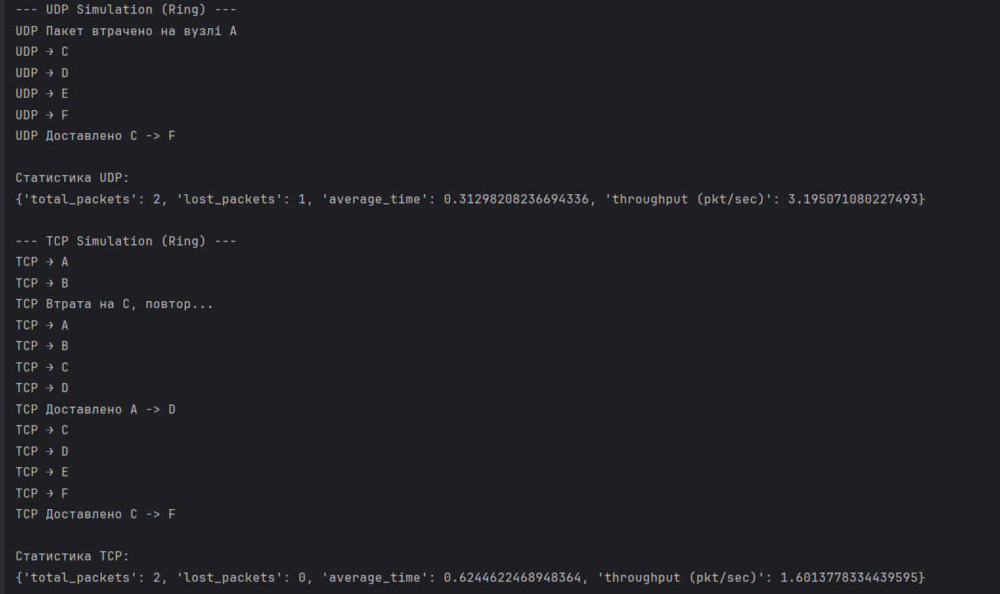 --- UDP Simulation (Ring) ---
UDP Пакет втрачено на вузлі A
UDP → C
UDP → D
UDP → E
UDP → F
UDP Доставлено C -> F
Статистика UDP:
{'total_packets': 2, 'lost_packets': 1, 'average_time': 0.31298208236694336, 'throughput (pkt/sec)': 3.195071080227493}
--- TCP Simulation (Ring) ---
TCP → A
TCP → B
TCP Втрата на C, повтор...
TCP → A
TCP → B
TCP → C
TCP → D
TCP Доставлено A -> D
TCP → C
TCP → D
TCP → E
TCP → F
TCP Доставлено C -> F
Статистика TCP:
{'total_packets': 2, 'lost_packets': 0, 'average_time': 0.6244622468948364, 'throughput (pkt/sec)': 1.6013778334439595}